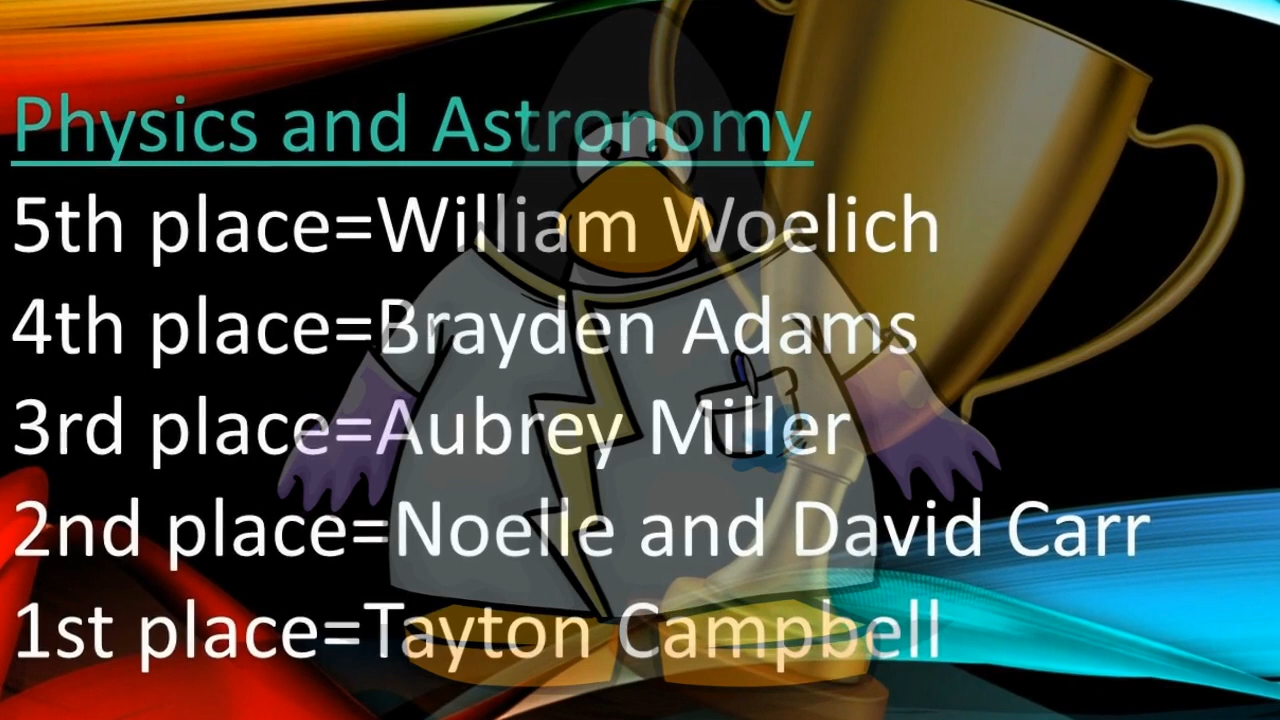 Physics and Astronomy
5th place=William Woelich
4th place=Brayden Adams
3rd place=Aubrey Miller
2nd place=Noelle and David Carr
1st place=Tayton Campbell